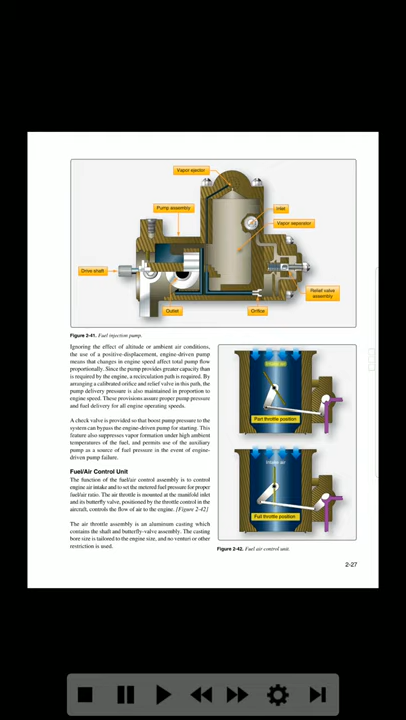 Vapor ejector
Pump assembly
Inlet
Vapor separator
Drive shaft
Relief valve
assembly
Outlet
Orifice
Figure 2-41. Fuel injection pump.
Ignoring the effect of altitude or ambient air conditions,
the use of a positive-displacement, engine-driven pump
means that changes in engine speed affect total pump flow
proportionally. Since the pump provides greater capacity than
is required by the engine, a recirculation path is required. By
arranging a calibrated orifice and relief valve in this path, the
pump delivery pressure is also maintained in proportion to
engine speed. These provisions assure proper pump pressure
and fuel delivery for all engine operating speeds.
A check valve is provided so that boost pump pressure to the
system can bypass the engine-driven pump for starting. This
feature also suppresses vapor formation under high ambient
temperatures of the fuel, and permits use of the auxiliary
pump as a source of fuel pressure in the event of engine-
driven pump failure.
Fuel/Air Control Unit
The function of the fuel/air control assembly is to control
engine air intake and to set the metered fuel pressure for proper
fuel/air ratio. The air throttle is mounted at the manifold inlet
and its butterfly valve, positioned by the throttle control in the
aircraft, controls the flow of air to the engine. [Figure 2-42]
The air throttle assembly is an aluminum casting which
contains the shaft and butterfly-valve assembly. The casting
bore size is tailored to the engine size, and no venturi or other
restriction is used.
Intake air
Part throttle position
Intake air
Full throttle position
Figure 2-42. Fuel air control unit.
2-27